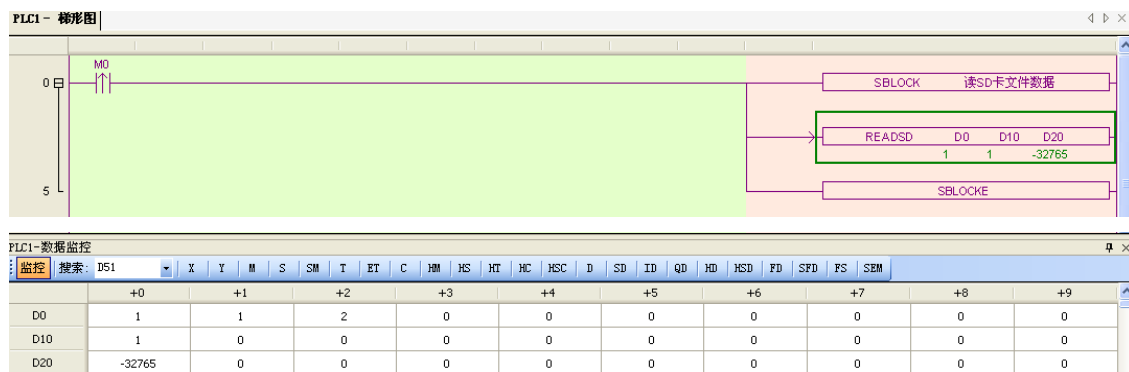 PLC1 - 梯形图
M0
0
SBLOCK 读SD卡文件数据
READSD D0 D10 D20
1 1 -32765
5
SBLOCKE
PLC1-数据监控
监控 搜索: D51 X Y M S SM T ET C HM HS HT HC HSC D SD ID QD HD HSD FD SFD FS SEM
+0 +1 +2 +3 +4 +5 +6 +7 +8 +9
D0 1 1 2 0 0 0 0 0 0 0
D10 1 0 0 0 0 0 0 0 0 0
D20 -32765 0 0 0 0 0 0 0 0 0